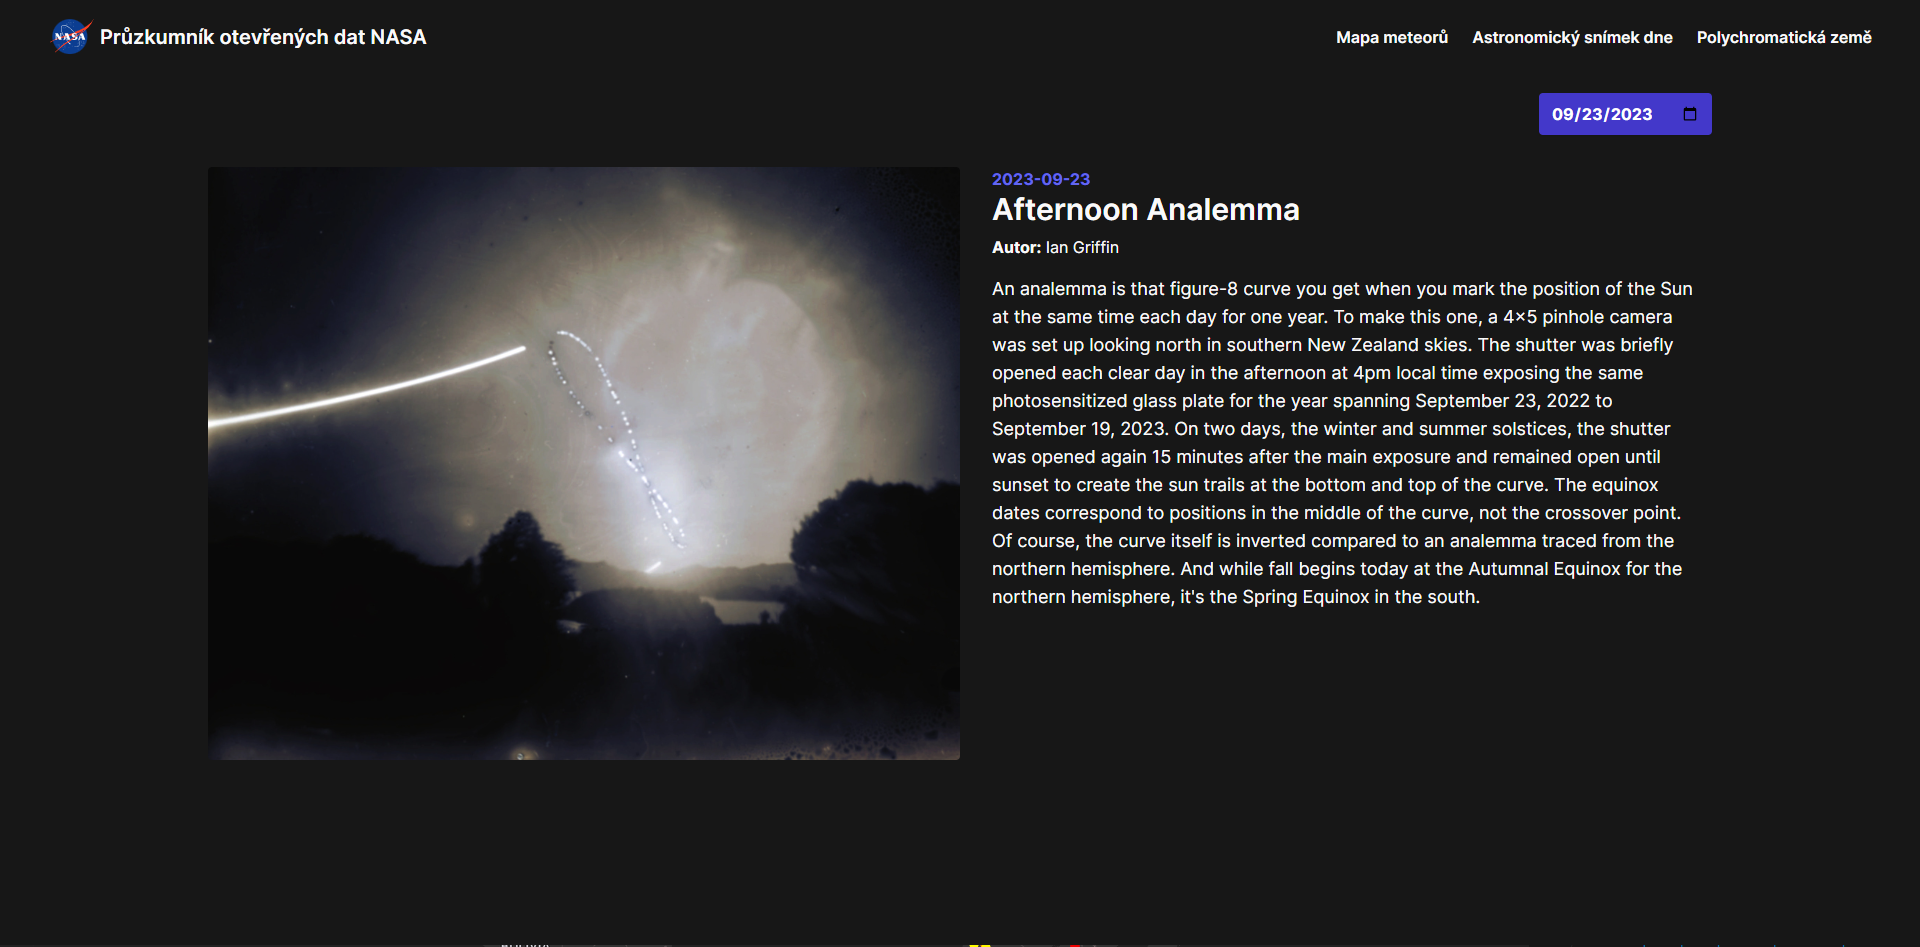 NASA
Průzkumník otevřených dat NASA
Mapa meteorů
Astronomický snímek dne
Polychromatická země
09/23/2023
2023-09-23
Afternoon Analemma
Autor: Ian Griffin
An analemma is that figure-8 curve you get when you mark the position of the Sun
at the same time each day for one year. To make this one, a 4×5 pinhole camera
was set up looking north in southern New Zealand skies. The shutter was briefly
opened each clear day in the afternoon at 4pm local time exposing the same
photosensitized glass plate for the year spanning September 23, 2022 to
September 19, 2023. On two days, the winter and summer solstices, the shutter
was opened again 15 minutes after the main exposure and remained open until
sunset to create the sun trails at the bottom and top of the curve. The equinox
dates correspond to positions in the middle of the curve, not the crossover point.
Of course, the curve itself is inverted compared to an analemma traced from the
northern hemisphere. And while fall begins today at the Autumnal Equinox for the
northern hemisphere, it's the Spring Equinox in the south.